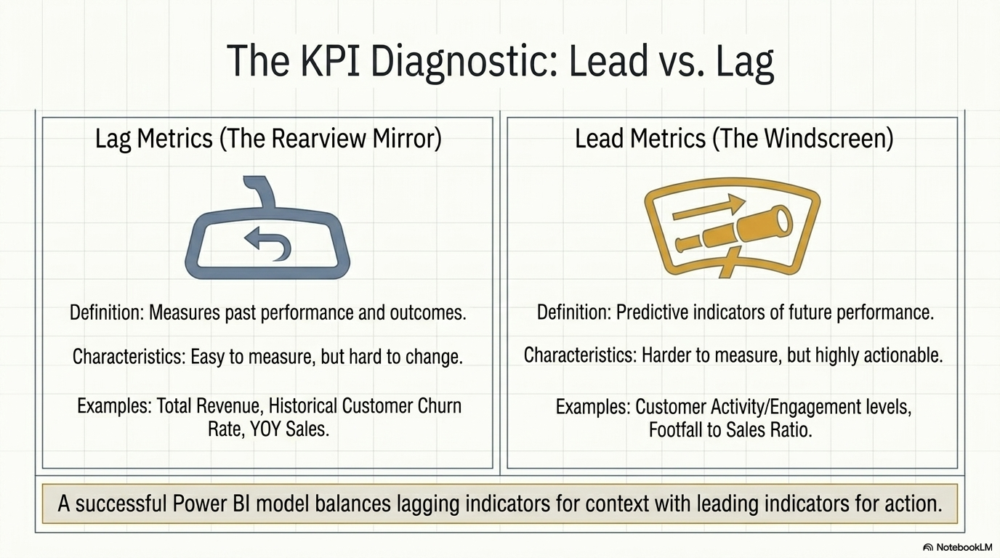 The KPI Diagnostic: Lead vs. Lag
Lag Metrics (The Rearview Mirror)
Definition: Measures past performance and outcomes.
Characteristics: Easy to measure, but hard to change.
Examples: Total Revenue, Historical Customer Churn
Rate, YOY Sales.
Lead Metrics (The Windscreen)
Definition: Predictive indicators of future performance.
Characteristics: Harder to measure, but highly actionable.
Examples: Customer Activity/Engagement levels,
Footfall to Sales Ratio.
A successful Power BI model balances lagging indicators for context with leading indicators for action.
NotebookLM